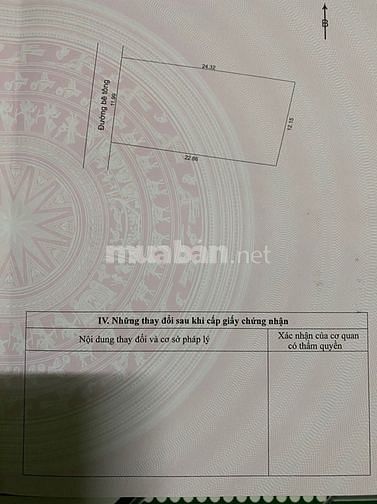 B
24.32
Đường bê tông
11.95
12.15
22.66
muaban.net
IV. Những thay đổi sau khi cấp giấy chứng nhận
Nội dung thay đổi và cơ sở pháp lý
Xác nhận của cơ quan
có thẩm quyền